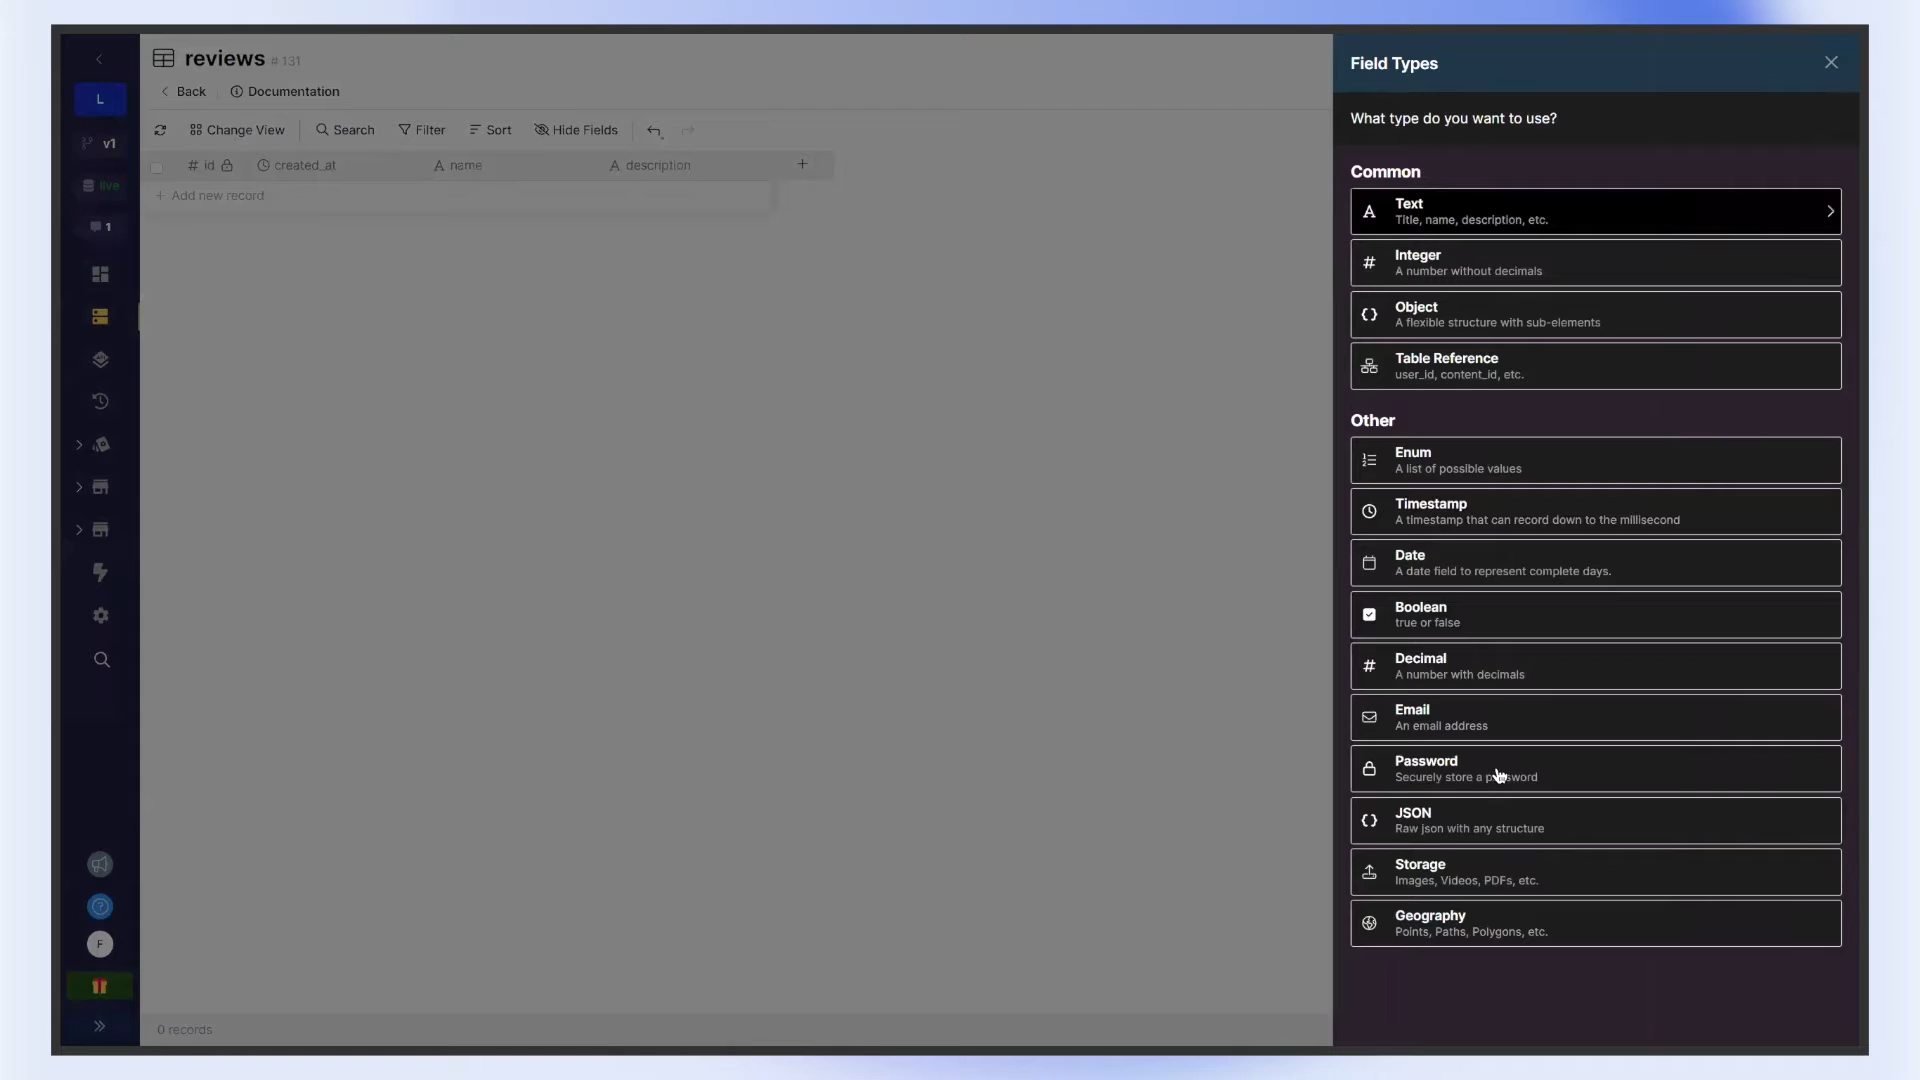 reviews # 131
Back
Documentation
Change View
Search
Filter
Sort
Hide Fields
# id
created_at
A name
A description
+
+ Add new record
0 records
L
v1
live
1
F
Field Types
What type do you want to use?
Common
Text
Title, name, description, etc.
Integer
A number without decimals
Object
A flexible structure with sub-elements
Table Reference
user_id, content_id, etc.
Other
Enum
A list of possible values
Timestamp
A timestamp that can record down to the millisecond
Date
A date field to represent complete days.
Boolean
true or false
Decimal
A number with decimals
Email
An email address
Password
Securely store a password
JSON
Raw json with any structure
Storage
Images, Videos, PDFs, etc.
Geography
Points, Paths, Polygons, etc.